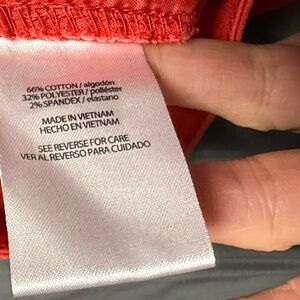 66% COTTON / algodón
32% POLYESTER / poliéster
2% SPANDEX / elastano
MADE IN VIETNAM
HECHO EN VIETNAM
SEE REVERSE FOR CARE
VER AL REVERSO PARA CUIDADO